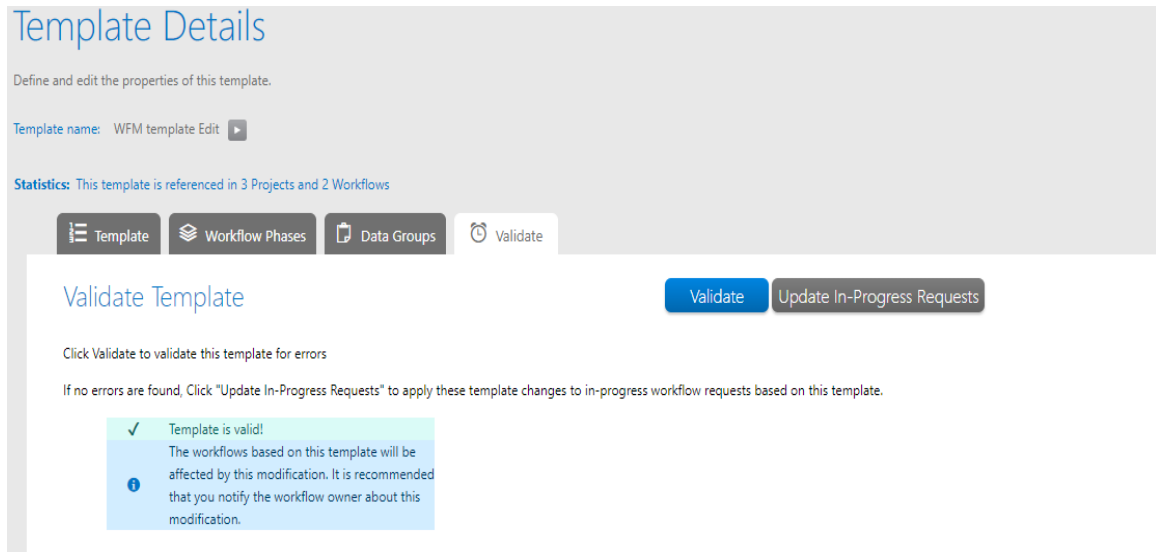 Template Details
Define and edit the properties of this template.
Template name: WFM template Edit
Statistics: This template is referenced in 3 Projects and 2 Workflows
Template Workflow Phases Data Groups Validate
Validate Template Validate Update In-Progress Requests
Click Validate to validate this template for errors
If no errors are found, Click "Update In-Progress Requests" to apply these template changes to in-progress workflow requests based on this template.
Template is valid!
The workflows based on this template will be
affected by this modification. It is recommended
that you notify the workflow owner about this
modification.